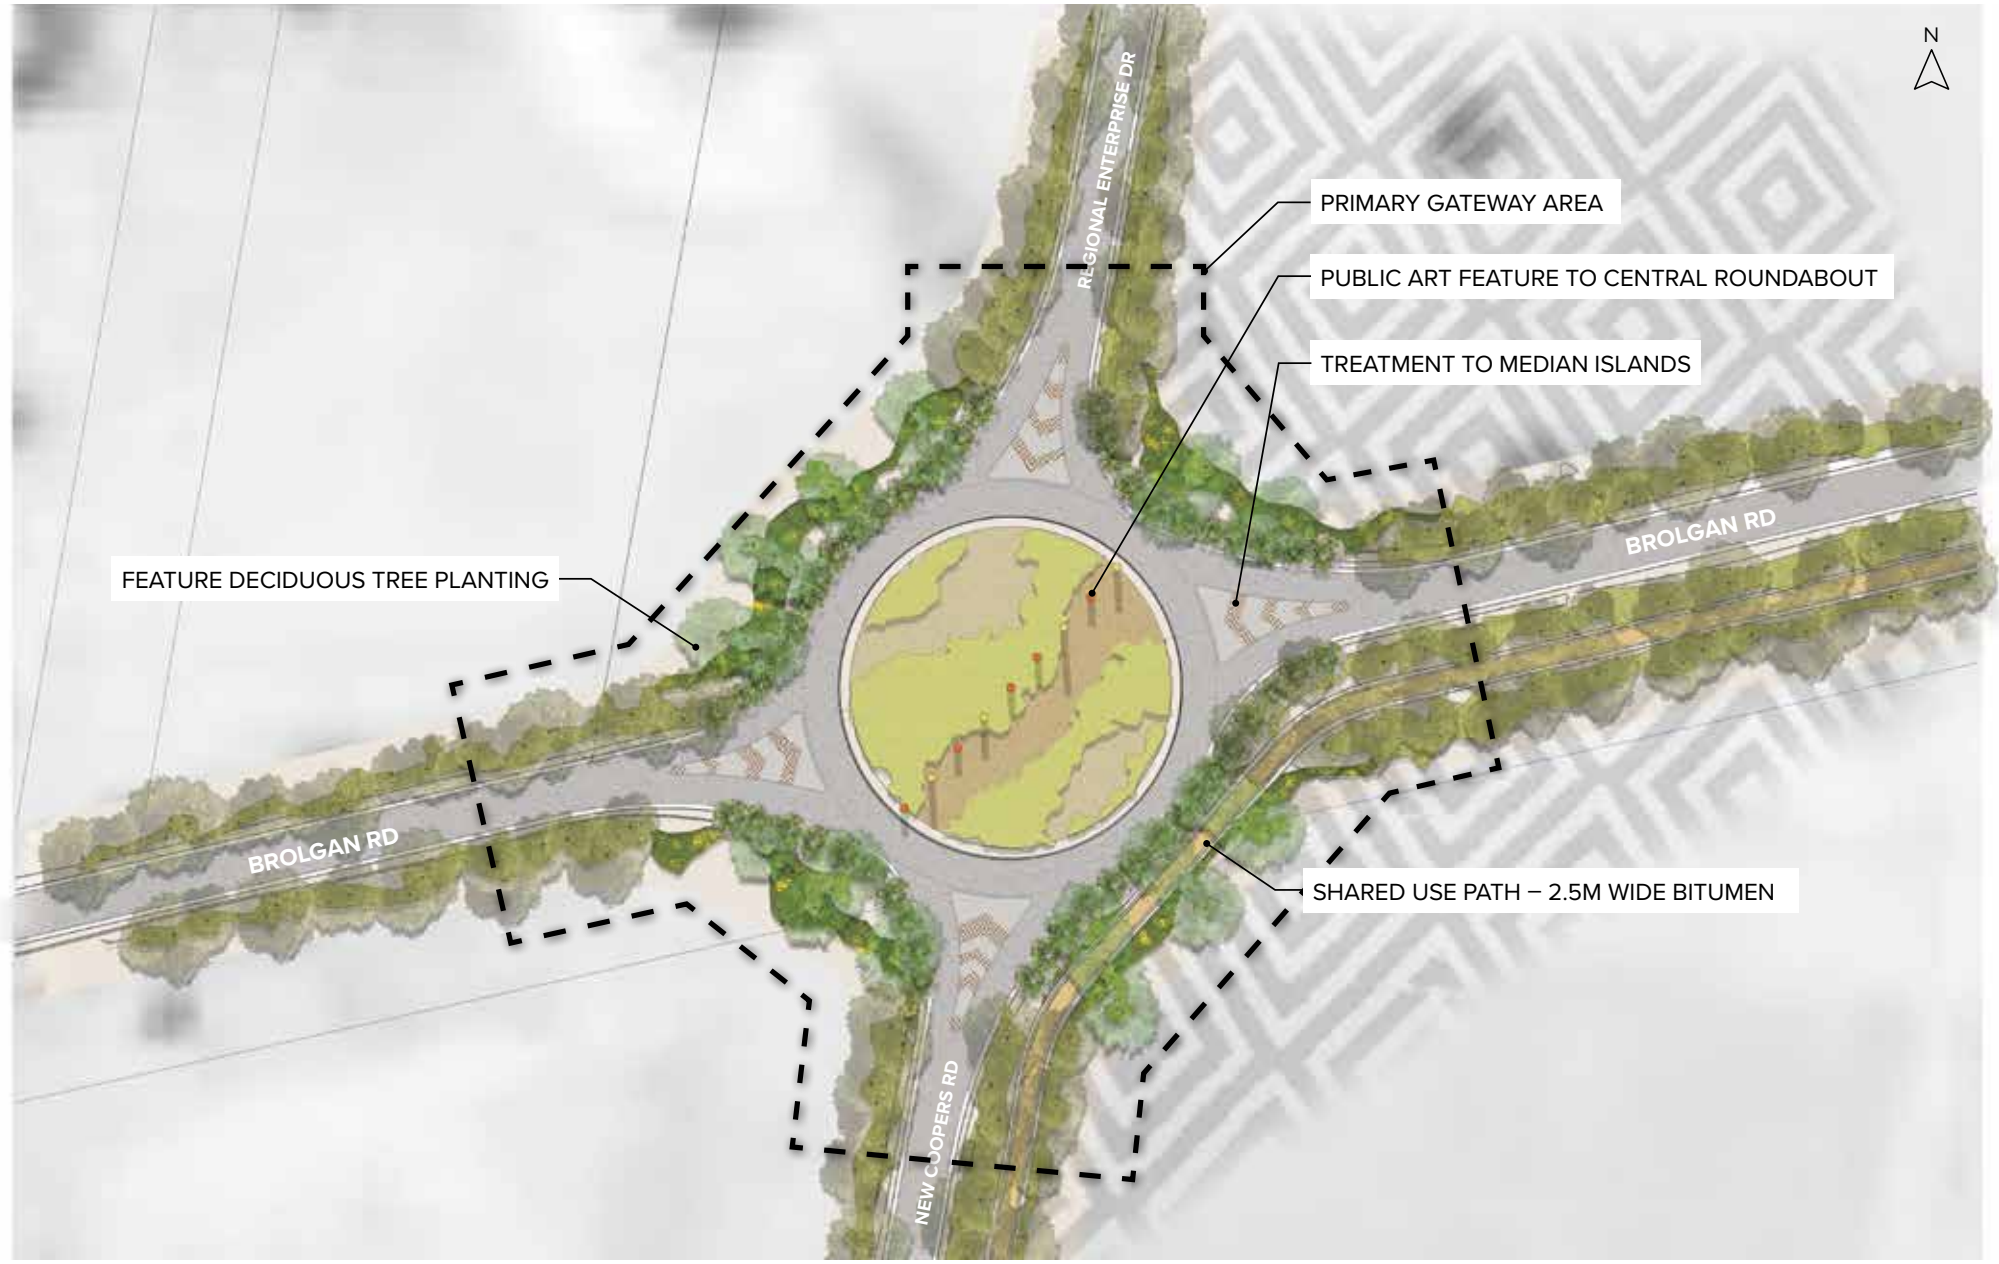 N
REGIONAL ENTERPRISE DR
PRIMARY GATEWAY AREA
PUBLIC ART FEATURE TO CENTRAL ROUNDABOUT
TREATMENT TO MEDIAN ISLANDS
BROLGAN RD
FEATURE DECIDUOUS TREE PLANTING
BROLGAN RD
SHARED USE PATH – 2.5M WIDE BITUMEN
NEW COOPERS RD